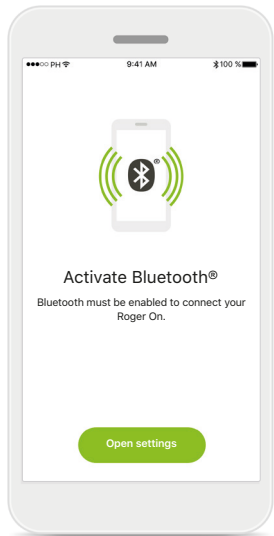 ●●●○○ PH 9:41 AM 100 %
®
Activate Bluetooth®
Bluetooth must be enabled to connect your
Roger On.
Open settings